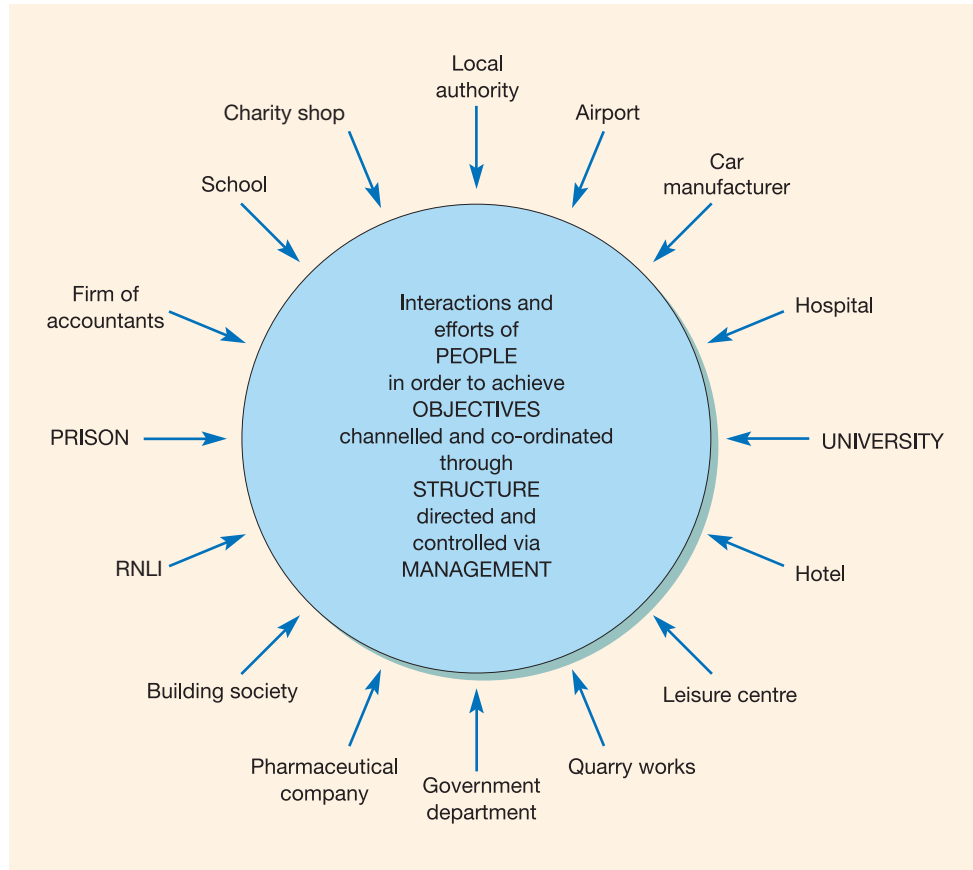 Local
authority
Airport
Car
manufacturer
Hospital
UNIVERSITY
Hotel
Leisure centre
Quarry works
Government
department
Pharmaceutical
company
Building society
RNLI
PRISON
Firm of
accountants
School
Charity shop
Interactions and
efforts of
PEOPLE
in order to achieve
OBJECTIVES
channelled and co-ordinated
through
STRUCTURE
directed and
controlled via
MANAGEMENT